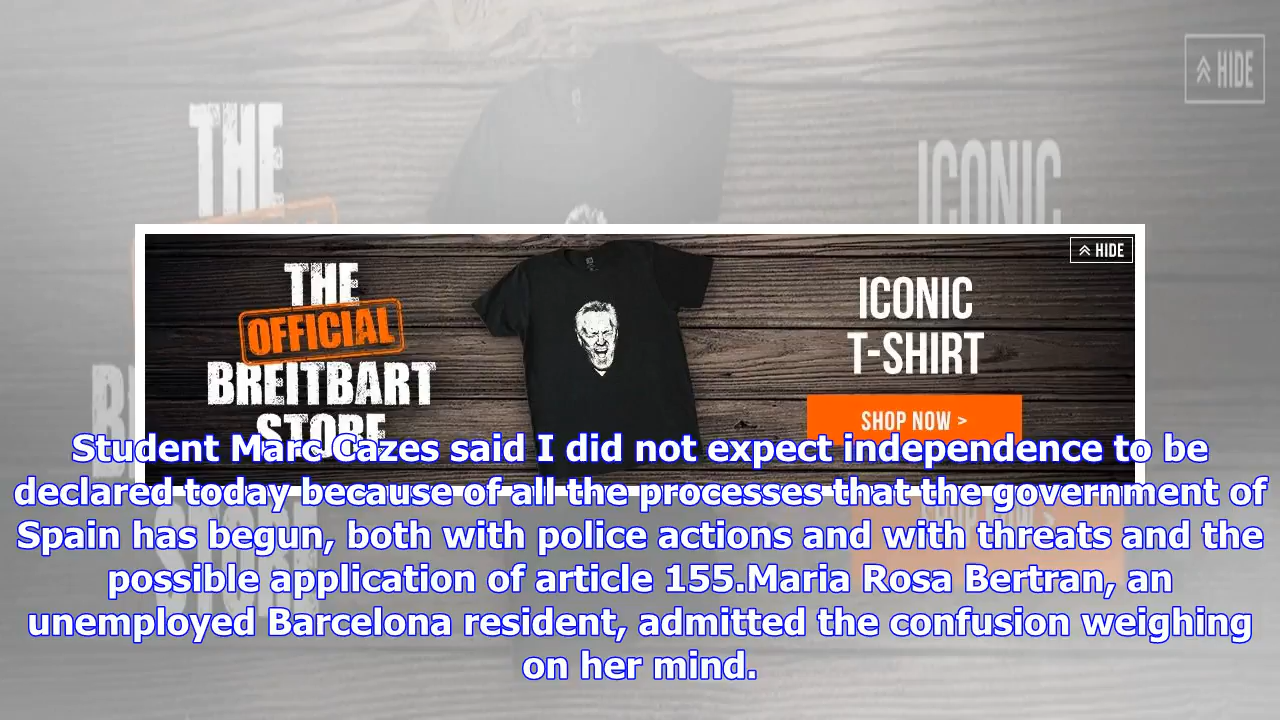 HIDE
THE
ICONIC
HIDE
THE
OFFICIAL
BREITBART
STORE
ICONIC
T-SHIRT
SHOP NOW >
Student Marc Cazes said I did not expect independence to be
declared today because of all the processes that the government of
Spain has begun, both with police actions and with threats and the
possible application of article 155.Maria Rosa Bertran, an
unemployed Barcelona resident, admitted the confusion weighing
on her mind.